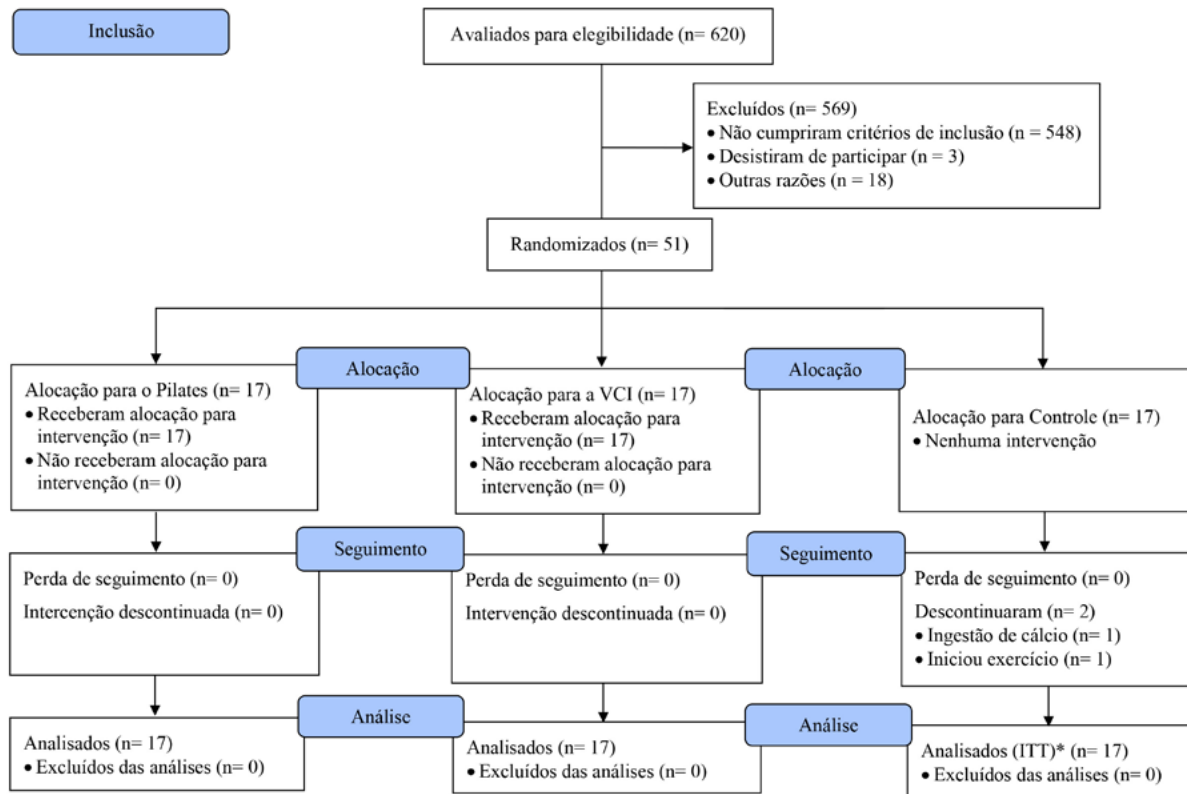 Inclusão
Avaliados para elegibilidade (n= 620)
Excluídos (n= 569)
• Não cumpriram critérios de inclusão (n = 548)
• Desistiram de participar (n = 3)
• Outras razões (n = 18)
Randomizados (n= 51)
Alocação
Alocação
Alocação para o Pilates (n= 17)
• Receberam alocação para
intervenção (n= 17)
• Não receberam alocação para
intervenção (n= 0)
Alocação para a VCI (n= 17)
• Receberam alocação para
intervenção (n= 17)
• Não receberam alocação para
intervenção (n= 0)
Alocação para Controle (n= 17)
• Nenhuma intervenção
Seguimento
Seguimento
Perda de seguimento (n= 0)
Intercenção descontinuada (n= 0)
Perda de seguimento (n= 0)
Intervenção descontinuada (n= 0)
Perda de seguimento (n= 0)
Descontinuaram (n= 2)
• Ingestão de cálcio (n= 1)
• Iniciou exercício (n= 1)
Análise
Análise
Analisados (n= 17)
• Excluídos das análises (n= 0)
Analisados (n= 17)
• Excluídos das análises (n= 0)
Analisados (ITT)* (n= 17)
• Excluídos das análises (n= 0)